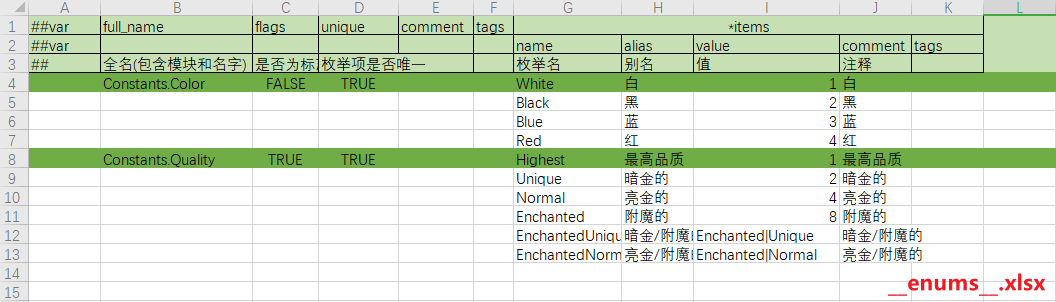 A B C D E F G H I J K L
1 ##var full_name flags unique comment tags *items
2 ##var name alias value comment tags
3 ## 全名(包含模块和名字) 是否为标 枚举项是否唯一 枚举名 别名 值 注释
4 Constants.Color FALSE TRUE White 白 1 白
5 Black 黑 2 黑
6 Blue 蓝 3 蓝
7 Red 红 4 红
8 Constants.Quality TRUE TRUE Highest 最高品质 1 最高品质
9 Unique 暗金的 2 暗金的
10 Normal 亮金的 4 亮金的
11 Enchanted 附魔的 8 附魔的
12 EnchantedUniqu 暗金/附魔 Enchanted|Unique 暗金/附魔的
13 EnchantedNorm 亮金/附魔 Enchanted|Normal 亮金/附魔的
14
15
__enums__.xlsx